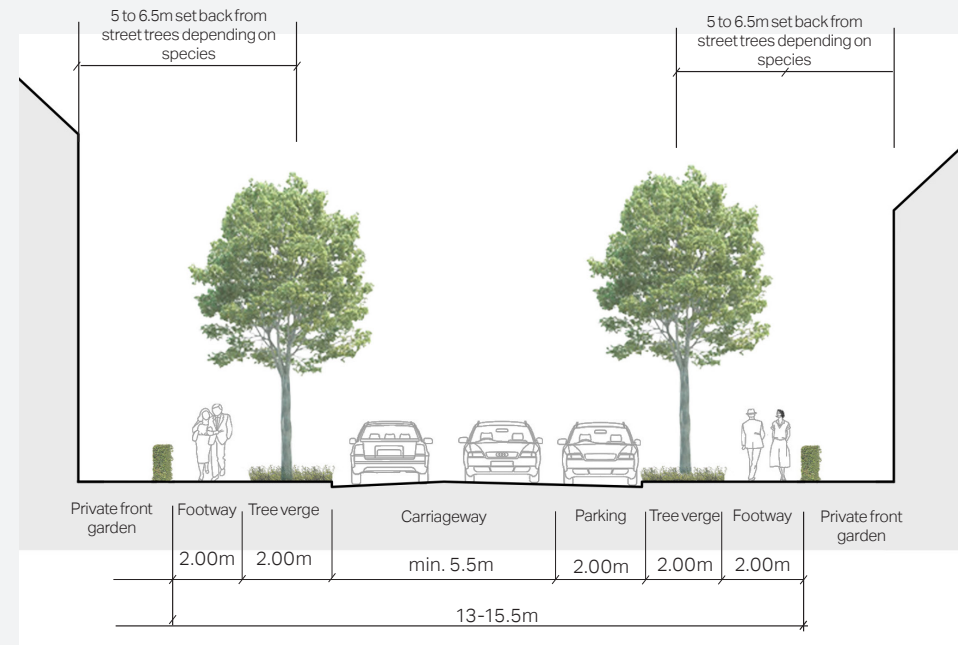 5 to 6.5m set back from
street trees depending on
species
5 to 6.5m set back from
street trees depending on
species
Private front
garden
Footway
Tree verge
Carriageway
Parking
Tree verge
Footway
Private front
garden
2.00m
2.00m
min. 5.5m
2.00m
2.00m
2.00m
13-15.5m